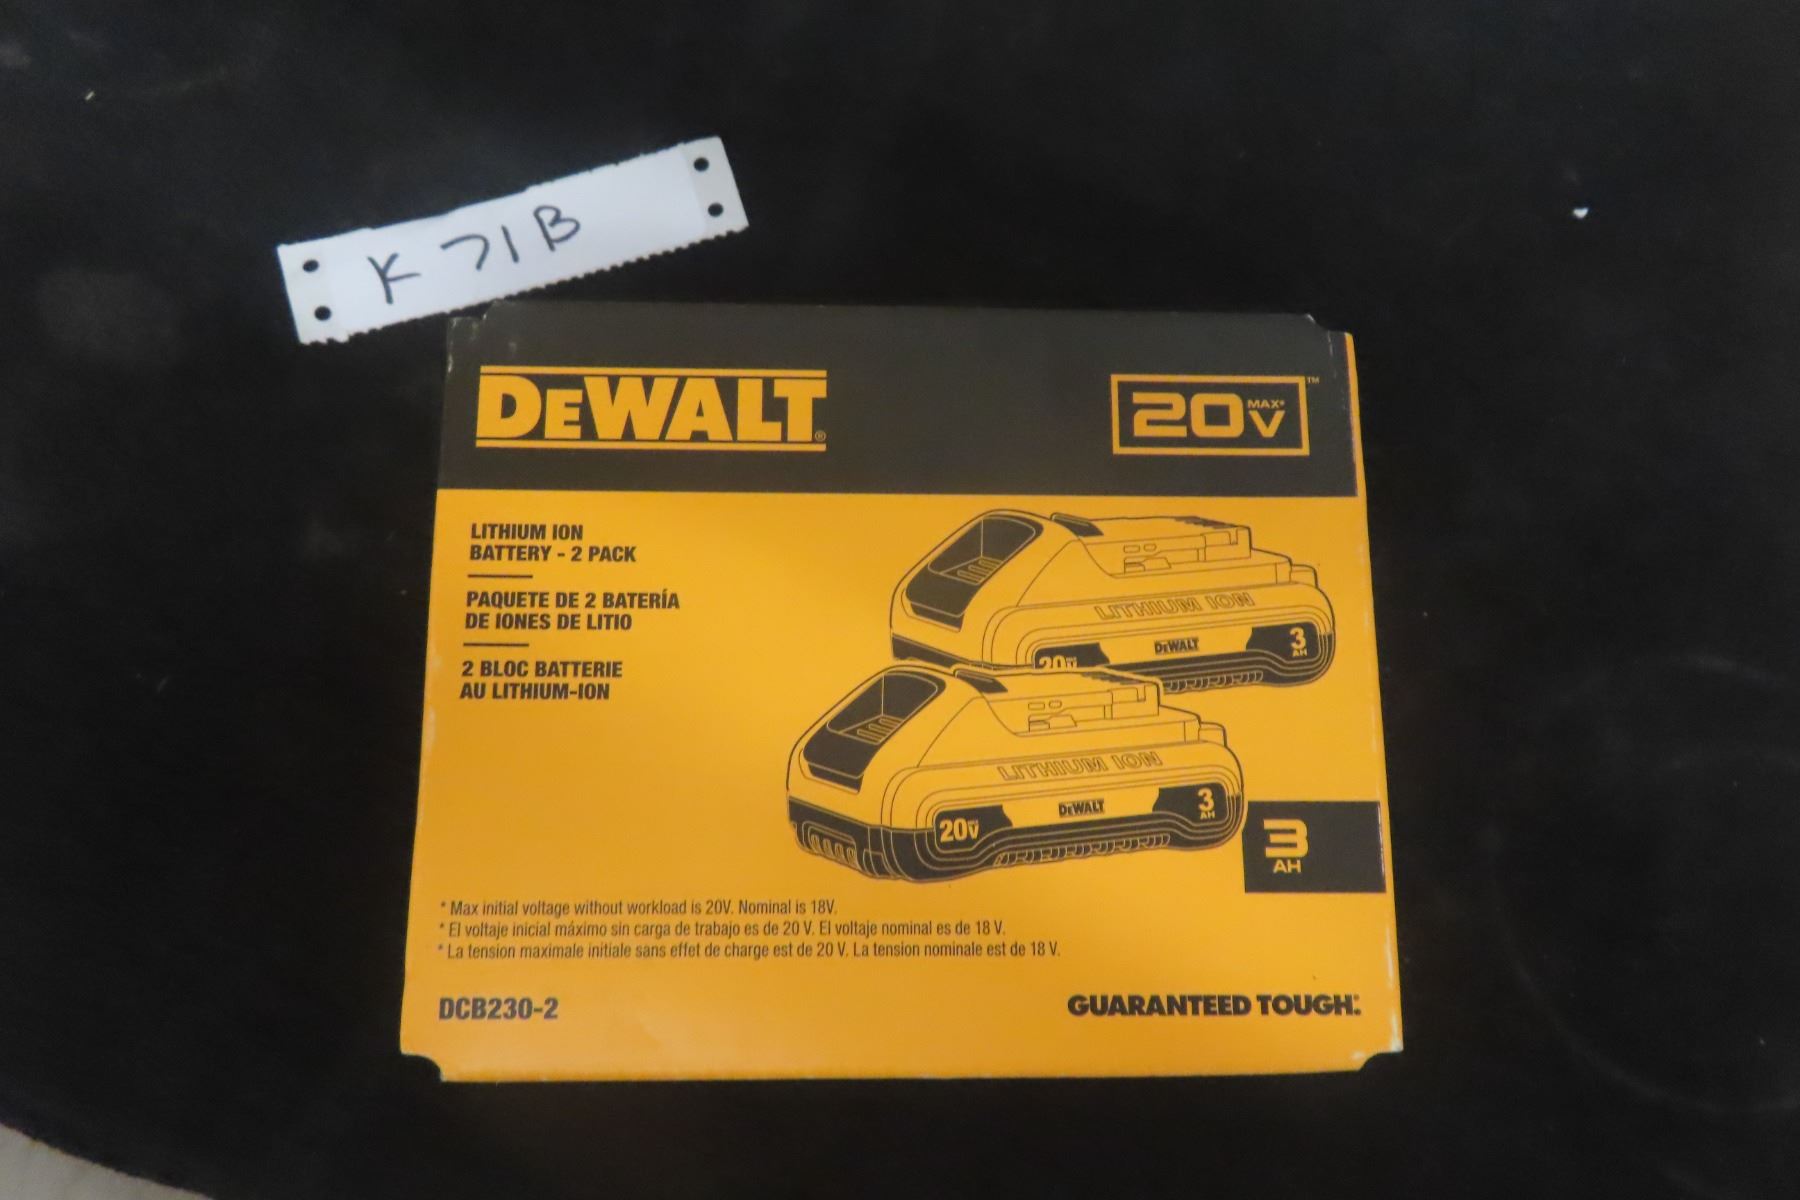 K 71B
DEWALT®
20V MAX* ™
LITHIUM ION
BATTERY - 2 PACK
PAQUETE DE 2 BATERÍA
DE IONES DE LITIO
2 BLOC BATTERIE
AU LITHIUM-ION
LITHIUM ION
20V
DEWALT
3
AH
LITHIUM ION
20V
DEWALT
3
AH
3
AH
* Max initial voltage without workload is 20V. Nominal is 18V.
* El voltaje inicial máximo sin carga de trabajo es de 20 V. El voltaje nominal es de 18 V.
* La tension maximale initiale sans effet de charge est de 20 V. La tension nominale est de 18 V.
DCB230-2
GUARANTEED TOUGH.